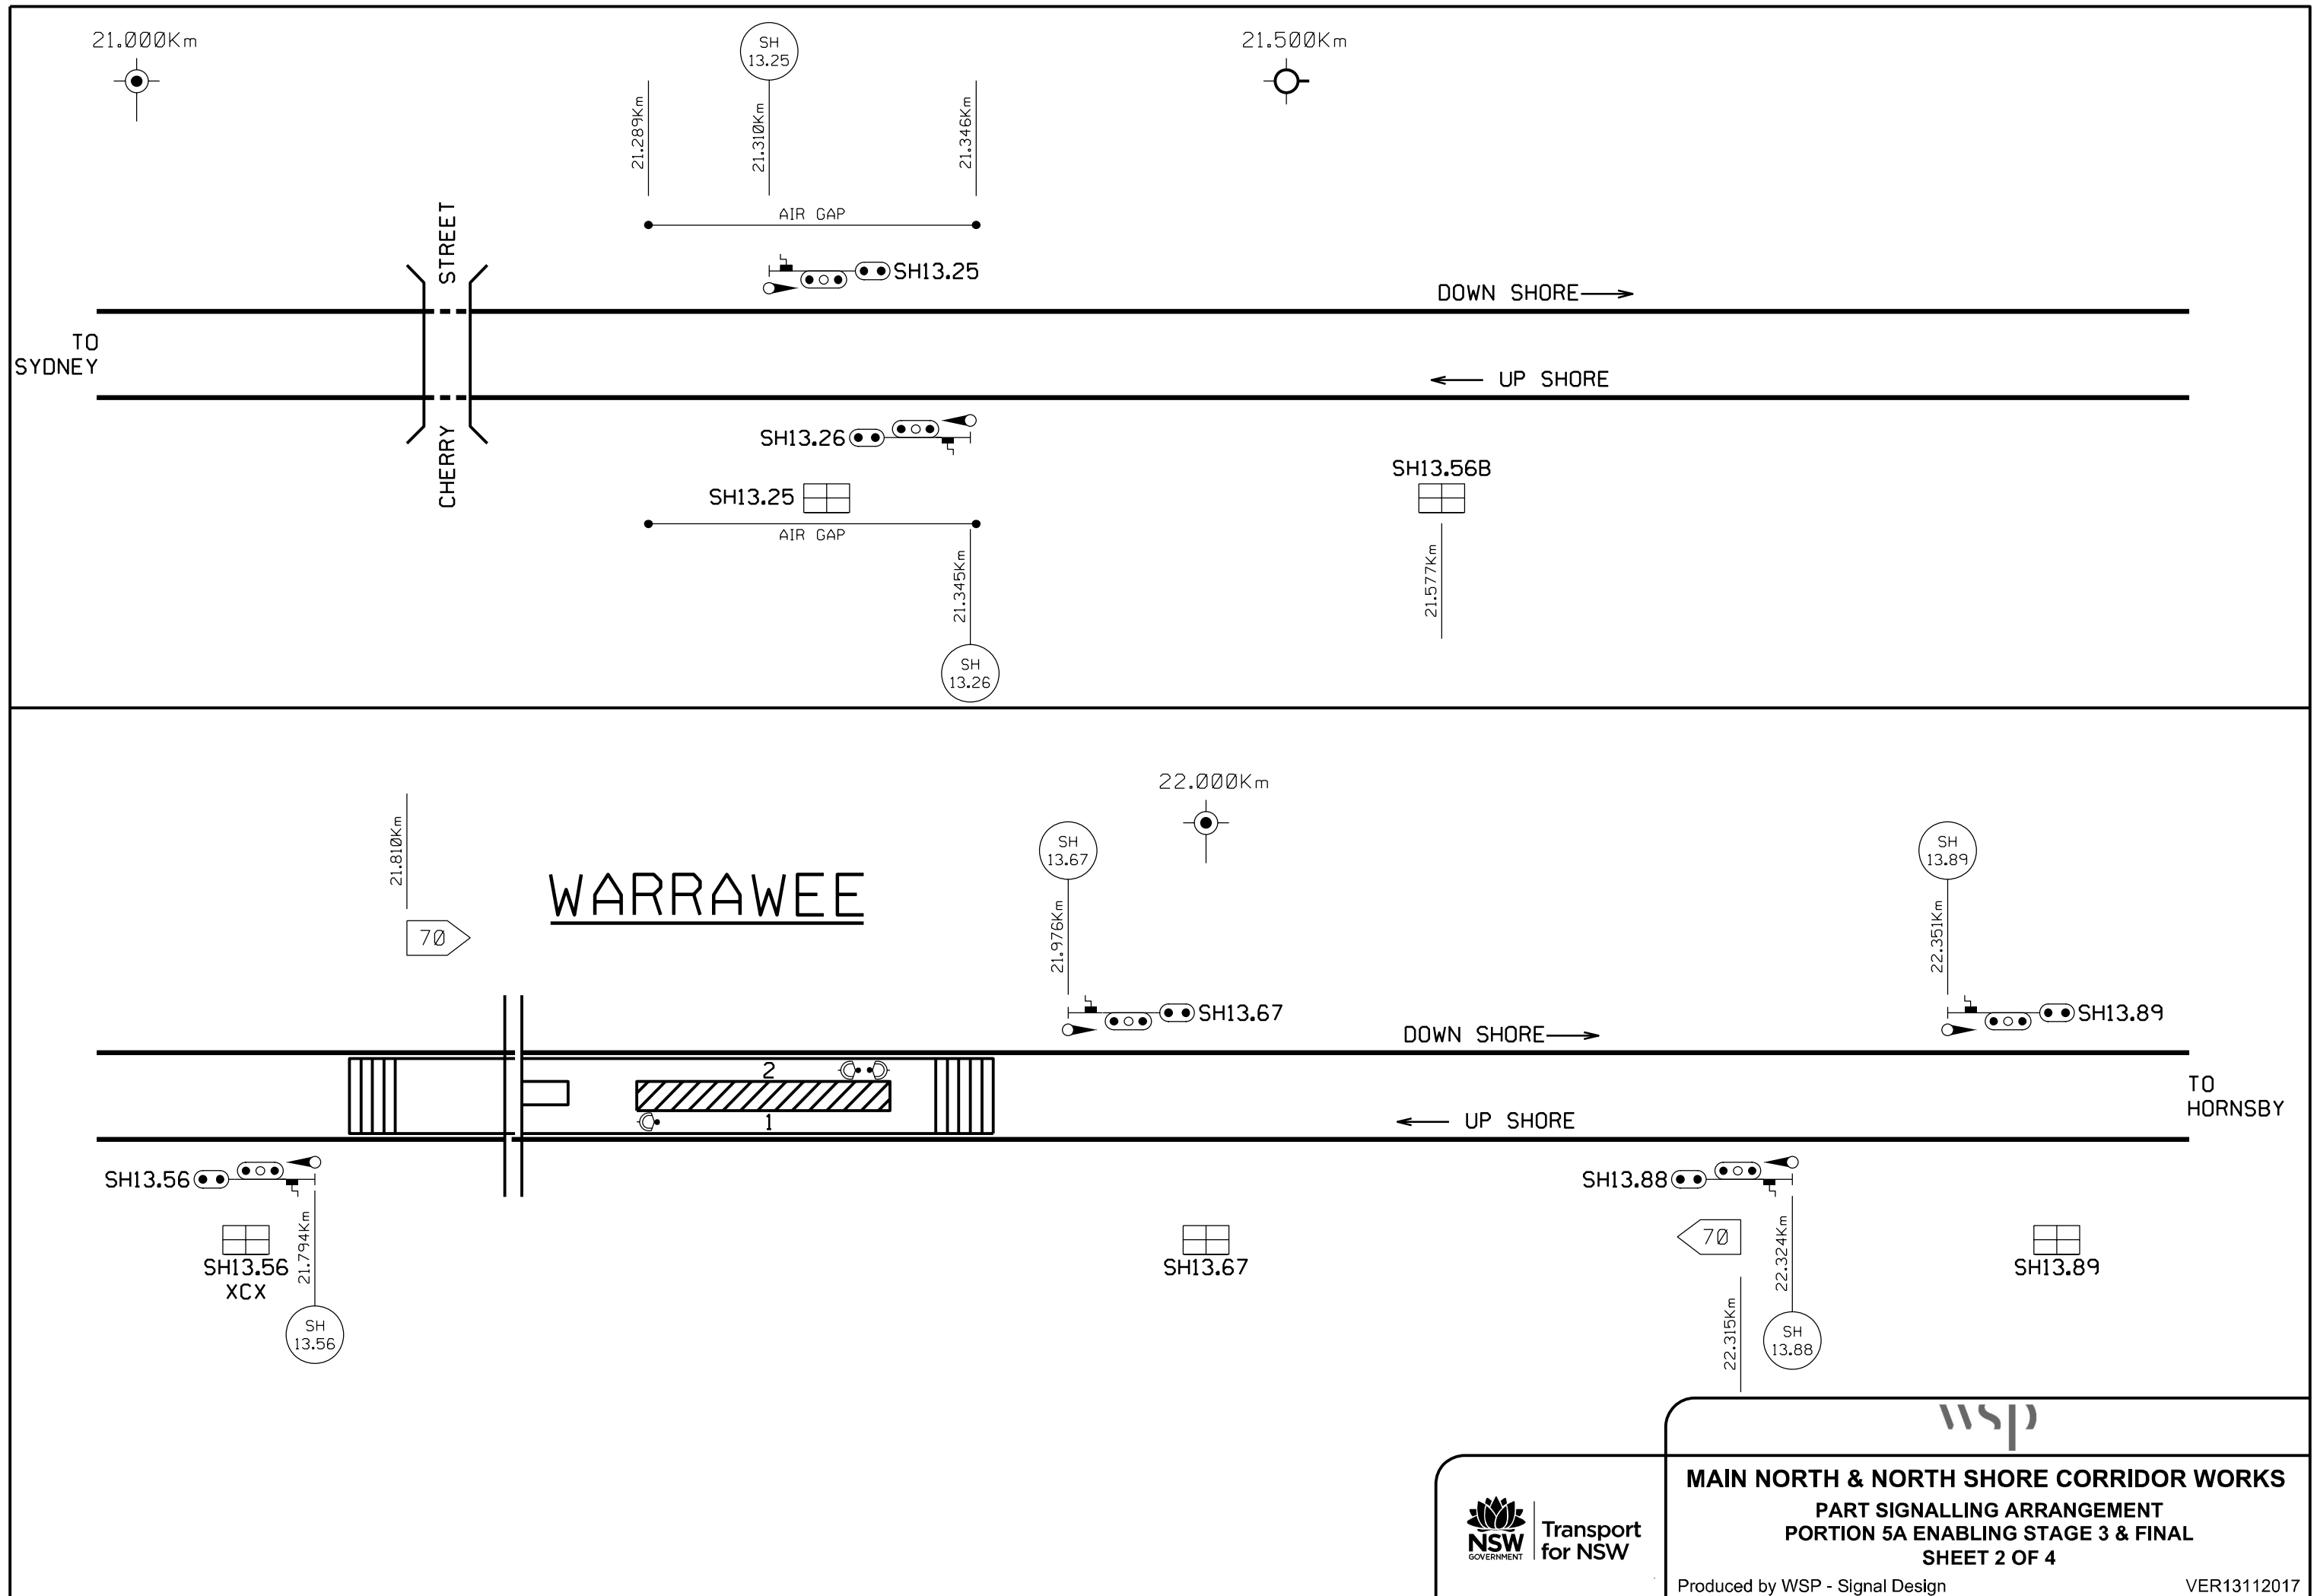 21.000Km
SH
13.25
21.500Km
21.289Km
21.310Km
21.346Km
AIR GAP
STREET
SH13.25
DOWN SHORE
TO
SYDNEY
UP SHORE
SH13.26
CHERRY
SH13.56B
SH13.25
AIR GAP
21.345Km
21.577Km
SH
13.26
22.000Km
21.810Km
SH
13.67
SH
13.89
WARRAWEE
70
21.976Km
22.351Km
SH13.67
SH13.89
DOWN SHORE
2
1
TO
HORNSBY
UP SHORE
SH13.56
SH13.88
21.794Km
70
22.324Km
SH13.56
XCX
SH13.67
SH13.89
SH
13.56
22.315Km
SH
13.88
wsp
MAIN NORTH & NORTH SHORE CORRIDOR WORKS
PART SIGNALLING ARRANGEMENT
PORTION 5A ENABLING STAGE 3 & FINAL
SHEET 2 OF 4
NSW
GOVERNMENT
Transport
for NSW
Produced by WSP - Signal Design
VER13112017